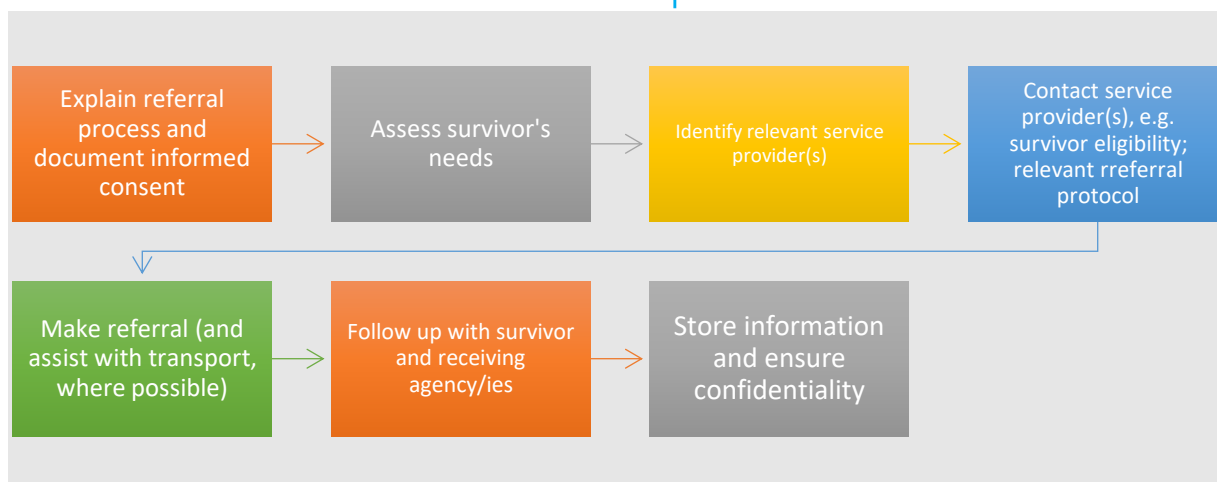 Explain referral
process and
document informed
consent
Assess survivor's
needs
Identify relevant service
provider(s)
Contact service
provider(s), e.g.
survivor eligibility;
relevant rreferral
protocol
Make referral (and
assist with transport,
where possible)
Follow up with survivor
and receiving
agency/ies
Store information
and ensure
confidentiality